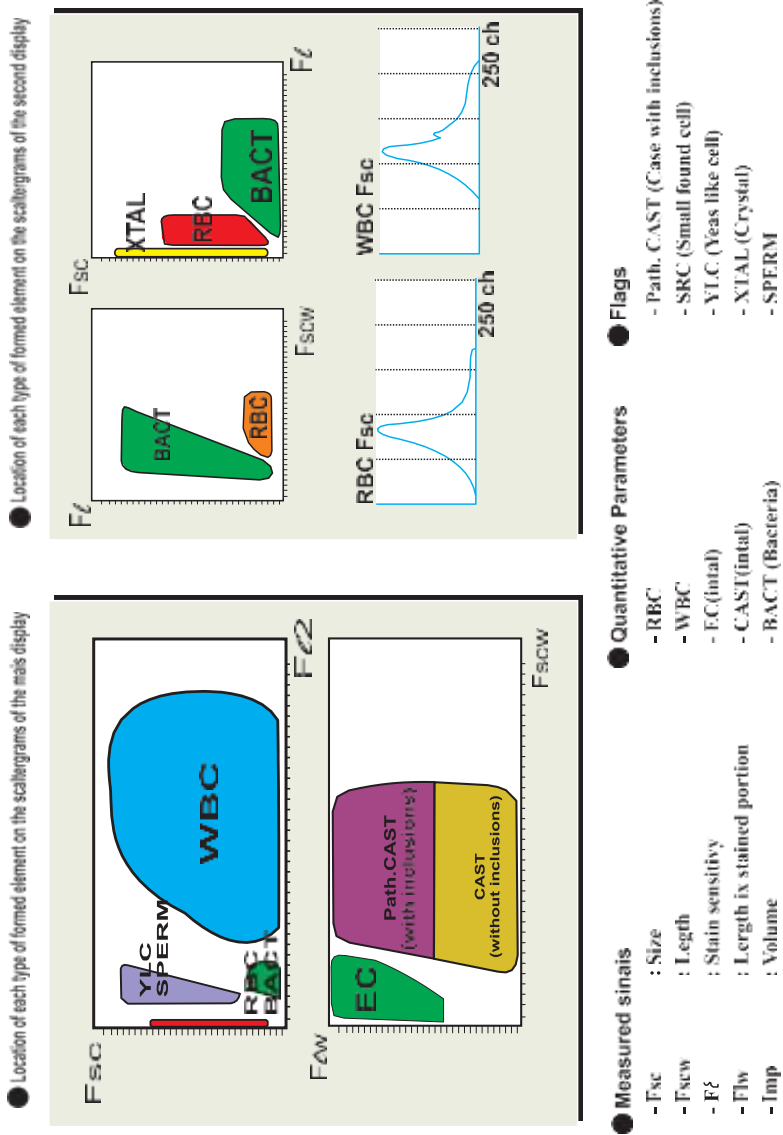 ● Location of each type of formed element on the scaltergrams of the mais display
Fsc
YLC
SPERM
WBC
RBC
BACT
Fℓ2
Fℓw
EC
Path.CAST
(with inclusions)
CAST
(without inclusions)
Fscw
● Location of each type of formed element on the scaltergrams of the second display
Fℓ
BACT
RBC
Fscw
Fsc
XTAL
RBC
BACT
Fℓ
RBC Fsc
250 ch
WBC Fsc
250 ch
● Measured sinais
- Fsc : Size
- Fscw : Legth
- Fℓ : Stain sensitivy
- Flw : Lergth ix stained portion
- Imp : Volume
● Quantitative Parameters
- RBC
- WBC
- EC(intal)
- CAST(intal)
- BACT (Bacteria)
● Flags
- Path. CAST (Case with inclusions)
- SRC (Small found cell)
- YLC (Yeas like cell)
- XTAL (Crystal)
- SPERM